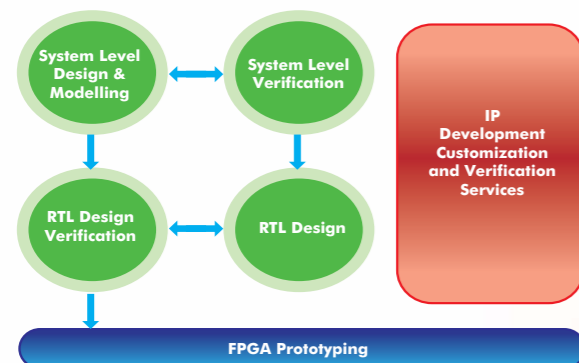 System Level
Design &
Modelling
System Level
Verification
IP
Development
Customization
and Verification
Services
RTL Design
Verification
RTL Design
FPGA Prototyping